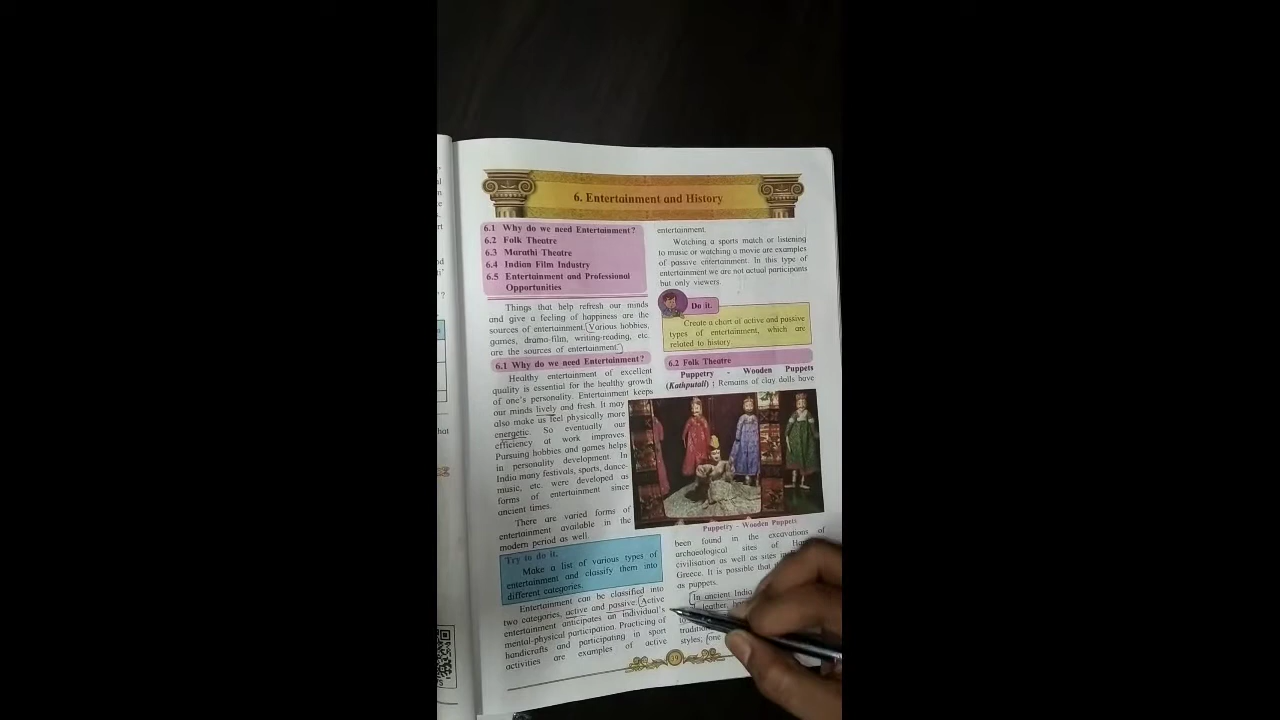 6. Entertainment and History
6.1 Why do we need Entertainment?
6.2 Folk Theatre
6.3 Marathi Theatre
6.4 Indian Film Industry
6.5 Entertainment and Professional
Opportunities
Things that help refresh our minds
and give a feeling of happiness are the
sources of entertainment. Various hobbies,
games, drama-film, writing-reading, etc.
are the sources of entertainment.
6.1 Why do we need Entertainment?
Healthy entertainment of excellent
quality is essential for the healthy growth
of one's personality. Entertainment keeps
our minds lively and fresh. It may
also make us feel physically more
energetic. So eventually our
efficiency at work improves.
Pursuing hobbies and games helps
in personality development. In
India many festivals, sports, dance-
music, etc. were developed as
forms of entertainment since
ancient times.
There are varied forms of
entertainment available in the
modern period as well.
Try to do it.
Make a list of various types of
entertainment and classify them into
different categories.
Entertainment can be classified into
two categories, active and passive. Active
entertainment anticipates an individual's
mental-physical participation. Practicing of
handicrafts and participating in sport
activities are examples of active
entertainment.
Watching a sports match or listening
to music or watching a movie are examples
of passive entertainment. In this type of
entertainment we are not actual participants
but only viewers.
Do it.
Create a chart of active and passive
types of entertainment, which are
related to history.
6.2 Folk Theatre
Puppetry - Wooden Puppets
(Kathputali) : Remains of clay dolls have
Puppetry - Wooden Puppets
been found in the excavations of
archaeological sites of
civilisation as well as sites
Greece. It is possible that
as puppets.
In ancient India
leather,
styles, one
19